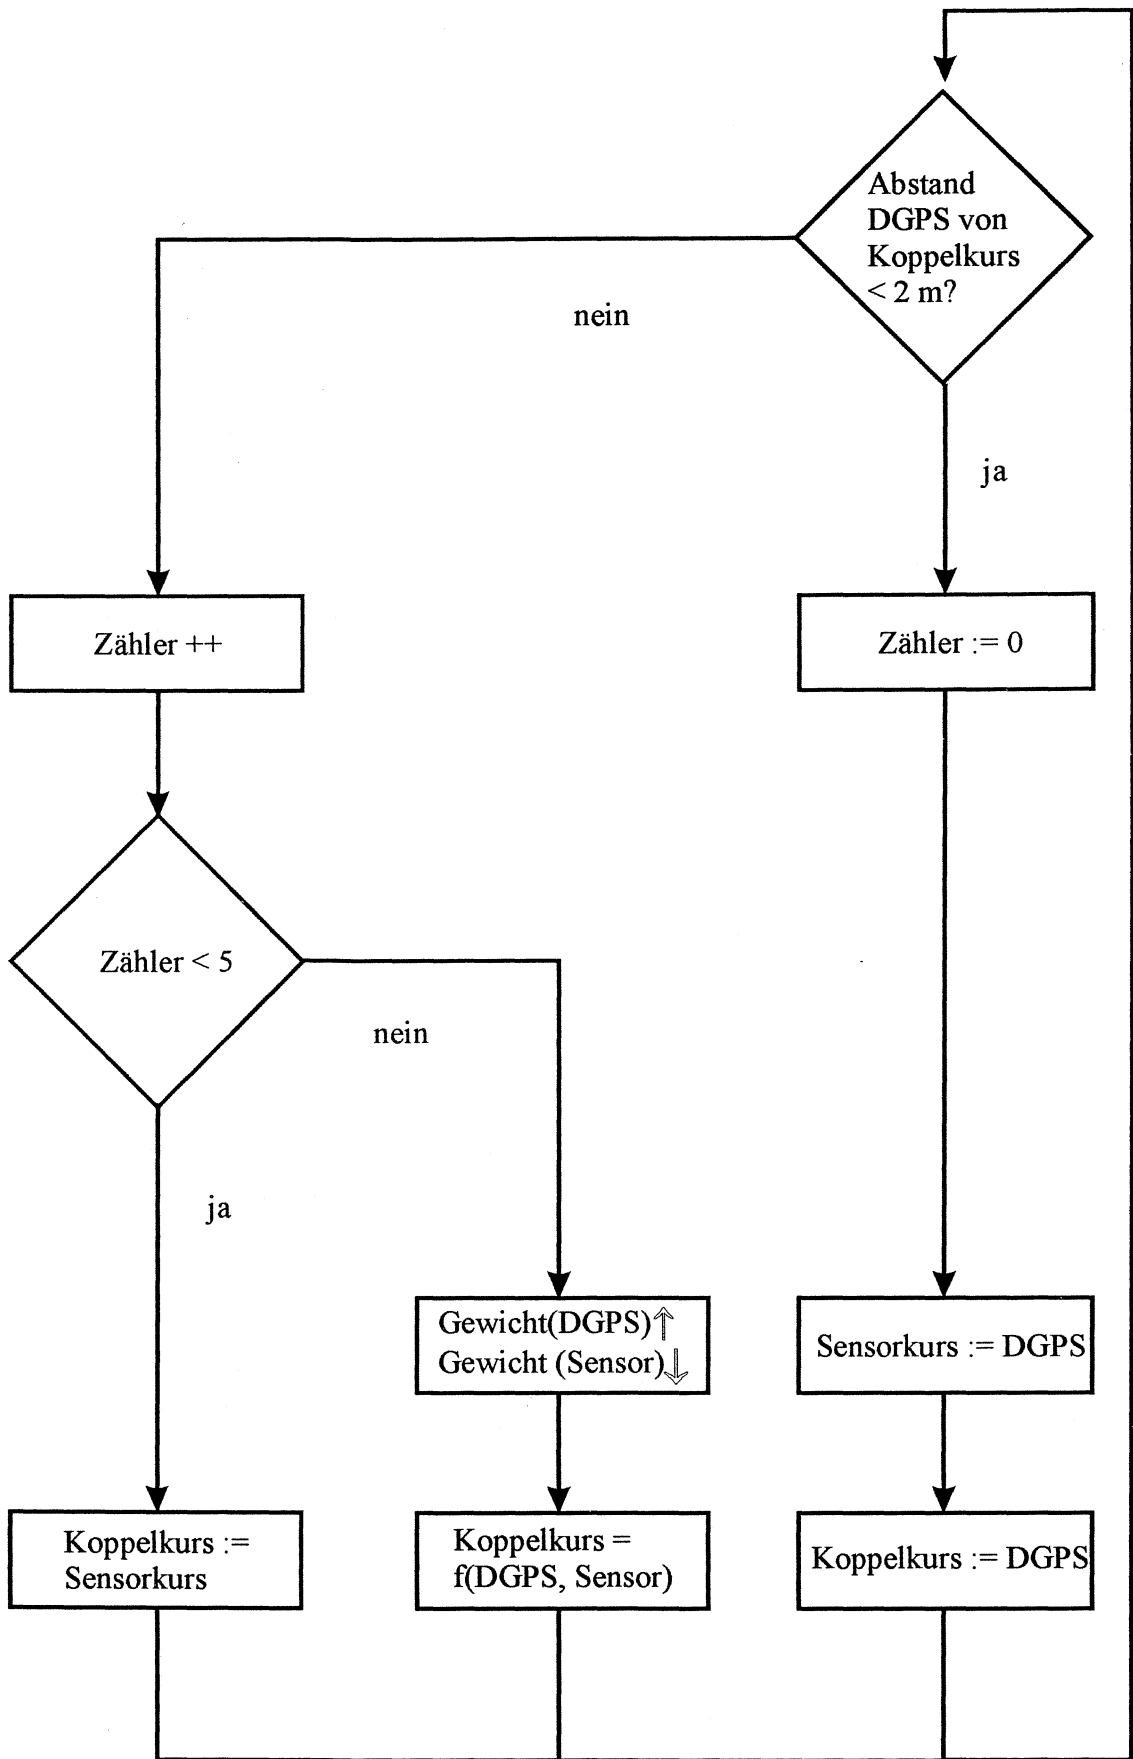 Abstand
DGPS von
Koppelkurs
< 2 m?
nein
ja
Zähler ++
Zähler := 0
Zähler < 5
nein
ja
Gewicht(DGPS)⇑
Gewicht (Sensor)⇓
Sensorkurs := DGPS
Koppelkurs :=
Sensorkurs
Koppelkurs =
f(DGPS, Sensor)
Koppelkurs := DGPS